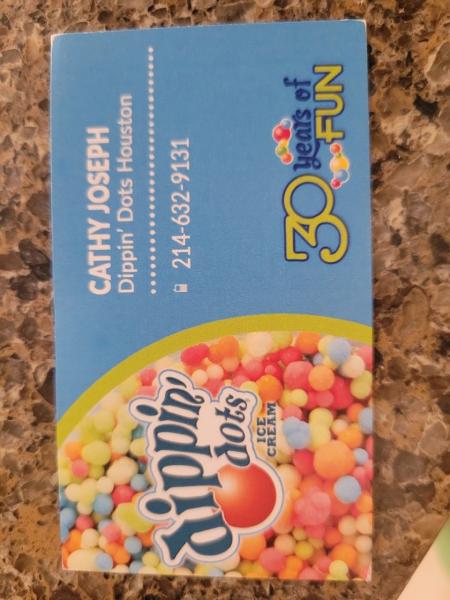 CATHY JOSEPH
Dippin' Dots Houston
214-632-9131
30 years of
FUN
dippin'
dots
ICE
CREAM